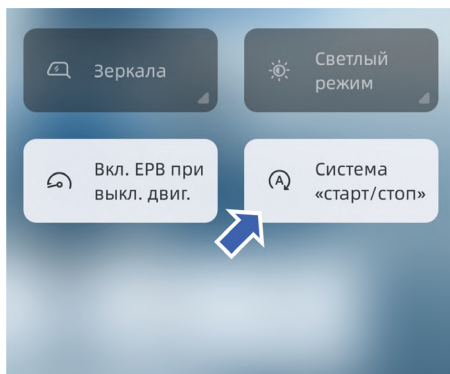 Зеркала
Светлый
режим
Вкл. EPB при
выкл. двиг.
Система
«старт/стоп»